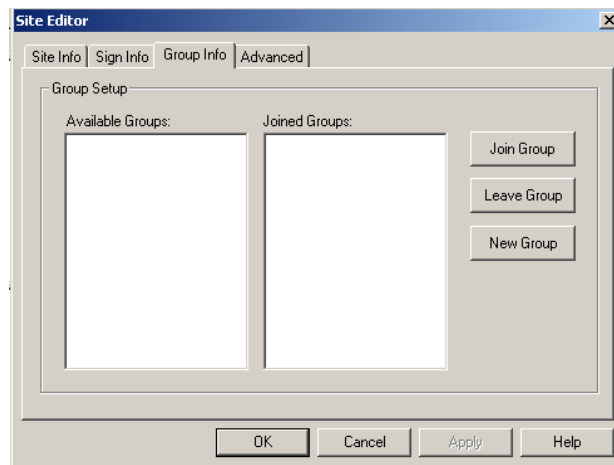 Site Editor
Site Info Sign Info Group Info Advanced
Group Setup
Available Groups: Joined Groups:
Join Group
Leave Group
New Group
OK Cancel Apply Help